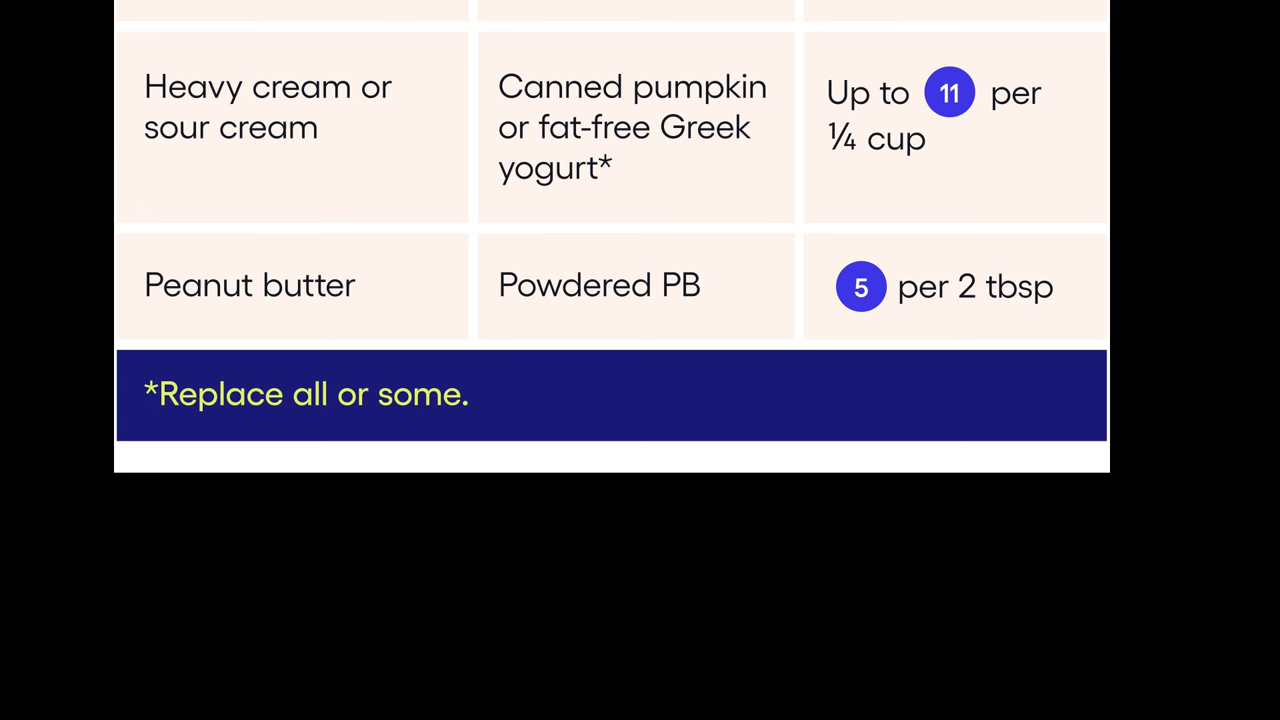 Heavy cream or
sour cream
Canned pumpkin
or fat-free Greek
yogurt*
Up to 11 per
¼ cup
Peanut butter
Powdered PB
5 per 2 tbsp
*Replace all or some.